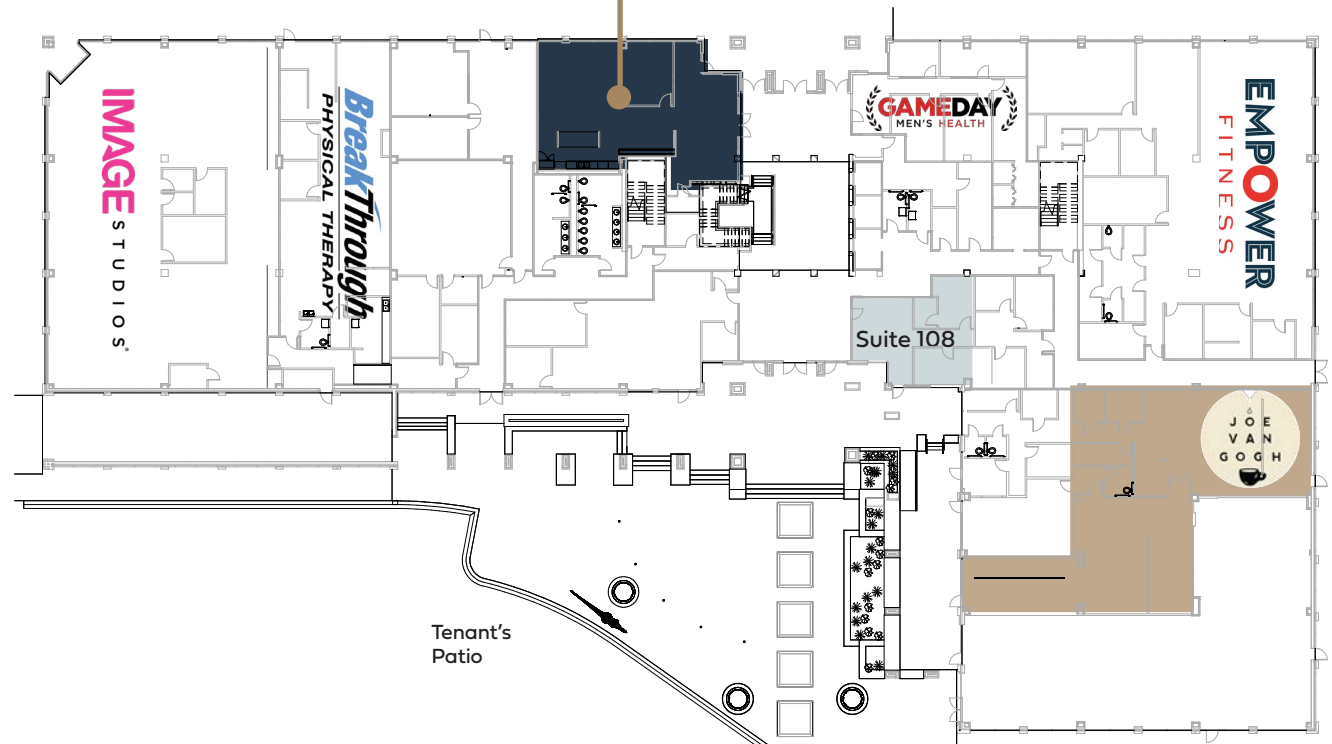 IMAGE STUDIOS®
BreakThrough
PHYSICAL THERAPY
GAMEDAY
MEN'S HEALTH
EMPOWER
FITNESS
Suite 108
JOE
VAN
GOGH
Tenant's
Patio